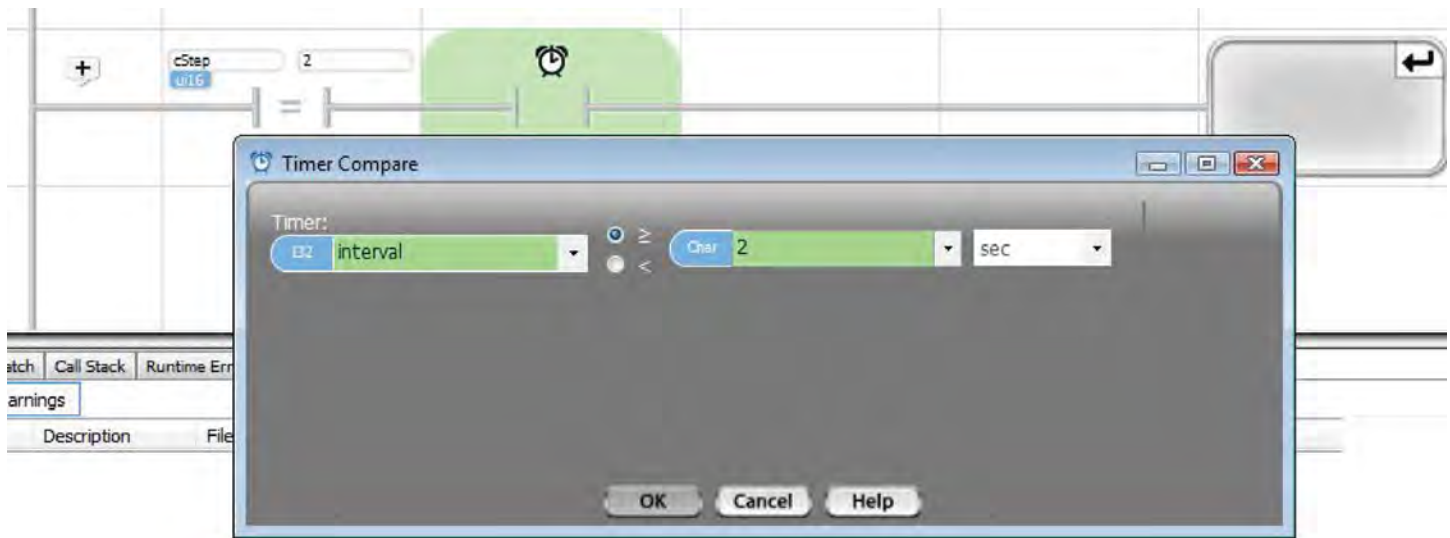 cStep 2
ui16
=
Timer Compare
Timer:
I32 interval ≥ Char 2 sec
<
atch Call Stack Runtime Err
arnings
Description File
OK Cancel Help